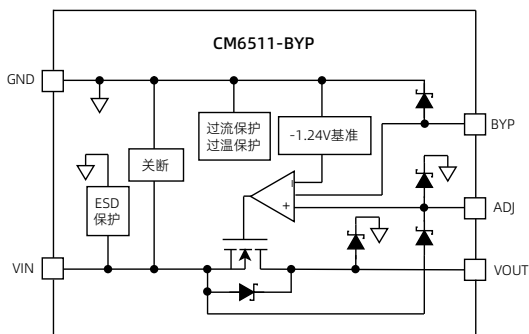 CM6511-BYP
GND
过流保护
过温保护
-1.24V基准
BYP
关断
ESD
保护
ADJ
+
VIN
VOUT